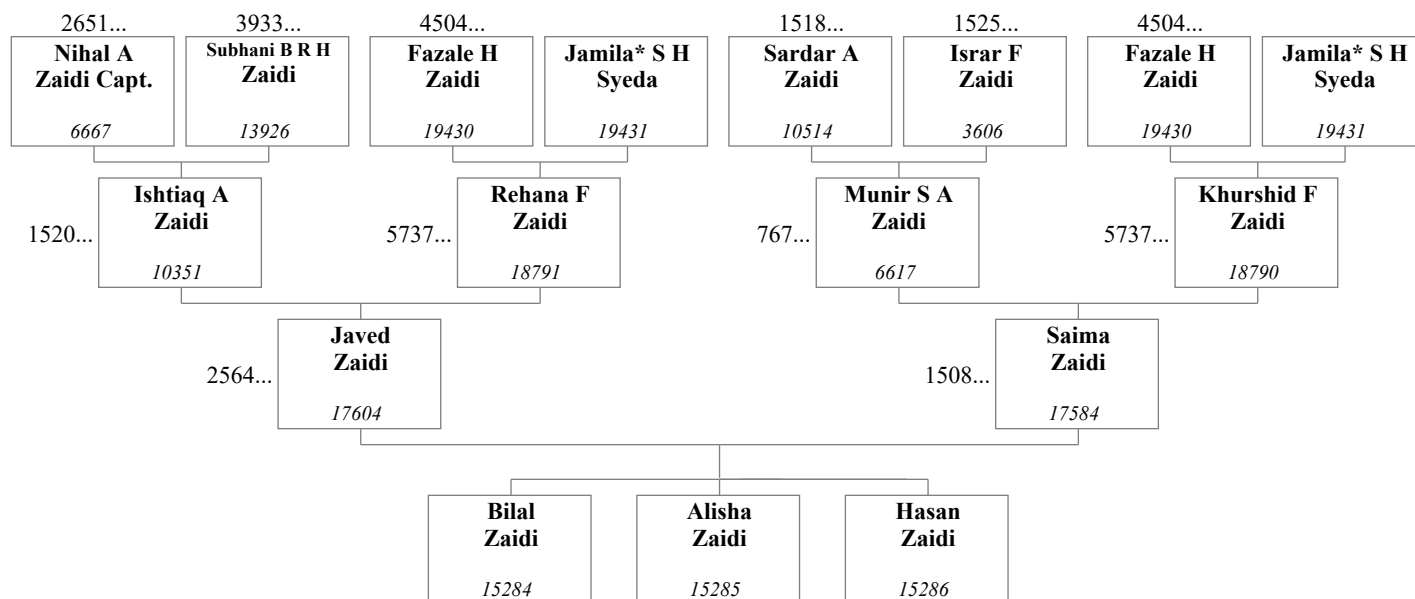 2651...
3933...
4504...
1518...
1525...
4504...
Nihal A
Zaidi Capt.
6667
Subhani B R H
Zaidi
13926
Fazale H
Zaidi
19430
Jamila* S H
Syeda
19431
Sardar A
Zaidi
10514
Israr F
Zaidi
3606
Fazale H
Zaidi
19430
Jamila* S H
Syeda
19431
1520...
Ishtiaq A
Zaidi
10351
5737...
Rehana F
Zaidi
18791
767...
Munir S A
Zaidi
6617
5737...
Khurshid F
Zaidi
18790
2564...
Javed
Zaidi
17604
1508...
Saima
Zaidi
17584
Bilal
Zaidi
15284
Alisha
Zaidi
15285
Hasan
Zaidi
15286